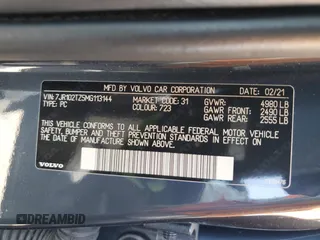 MFD BY VOLVO CAR CORPORATION 02/21
VIN: 7JR102TZSMG113144 MARKET CODE: 31 GVWR: 4980 LB
TYPE: PC COLOUR: 723 GAWR FRONT: 2490 LB
GAWR REAR: 2555 LB
THIS VEHICLE CONFORMS TO ALL APPLICABLE FEDERAL MOTOR VEHICLE
SAFETY, BUMPER, AND THEFT PREVENTION STANDARDS IN EFFECT ON
THE DATE OF MANUFACTURE SHOWN ABOVE.
VOLVO
DREAMBID